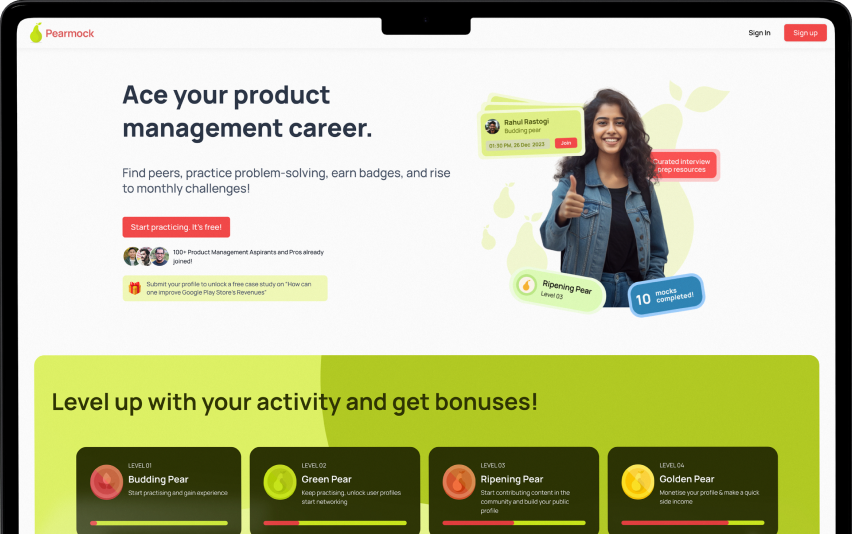 Pearmock
Sign In
Sign up
Ace your product
management career.
Find peers, practice problem-solving, earn badges, and rise
to monthly challenges!
Start practicing. It's free!
100+ Product Management Aspirants and Pros already
joined!
Submit your profile to unlock a free case study on "How can
one improve Google Play Store's Revenues"
Rahul Rastogi
Budding pear
01:30 PM, 26 Dec 2023
Join
Curated interview
prep resources
Ripening Pear
Level 03
10 mocks
completed!
Level up with your activity and get bonuses!
LEVEL 01
Budding Pear
Start practising and gain experience
LEVEL 02
Green Pear
Keep practising, unlock user profiles
start networking
LEVEL 03
Ripening Pear
Start contributing content in the
community and build your public
profile
LEVEL 04
Golden Pear
Monetise your profile & make a quick
side income